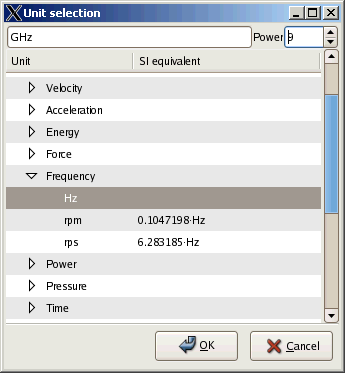 Unit selection
GHz Power 9
Unit SI equivalent
Velocity
Acceleration
Energy
Force
Frequency
Hz
rpm 0.1047198·Hz
rps 6.283185·Hz
Power
Pressure
Time
OK Cancel